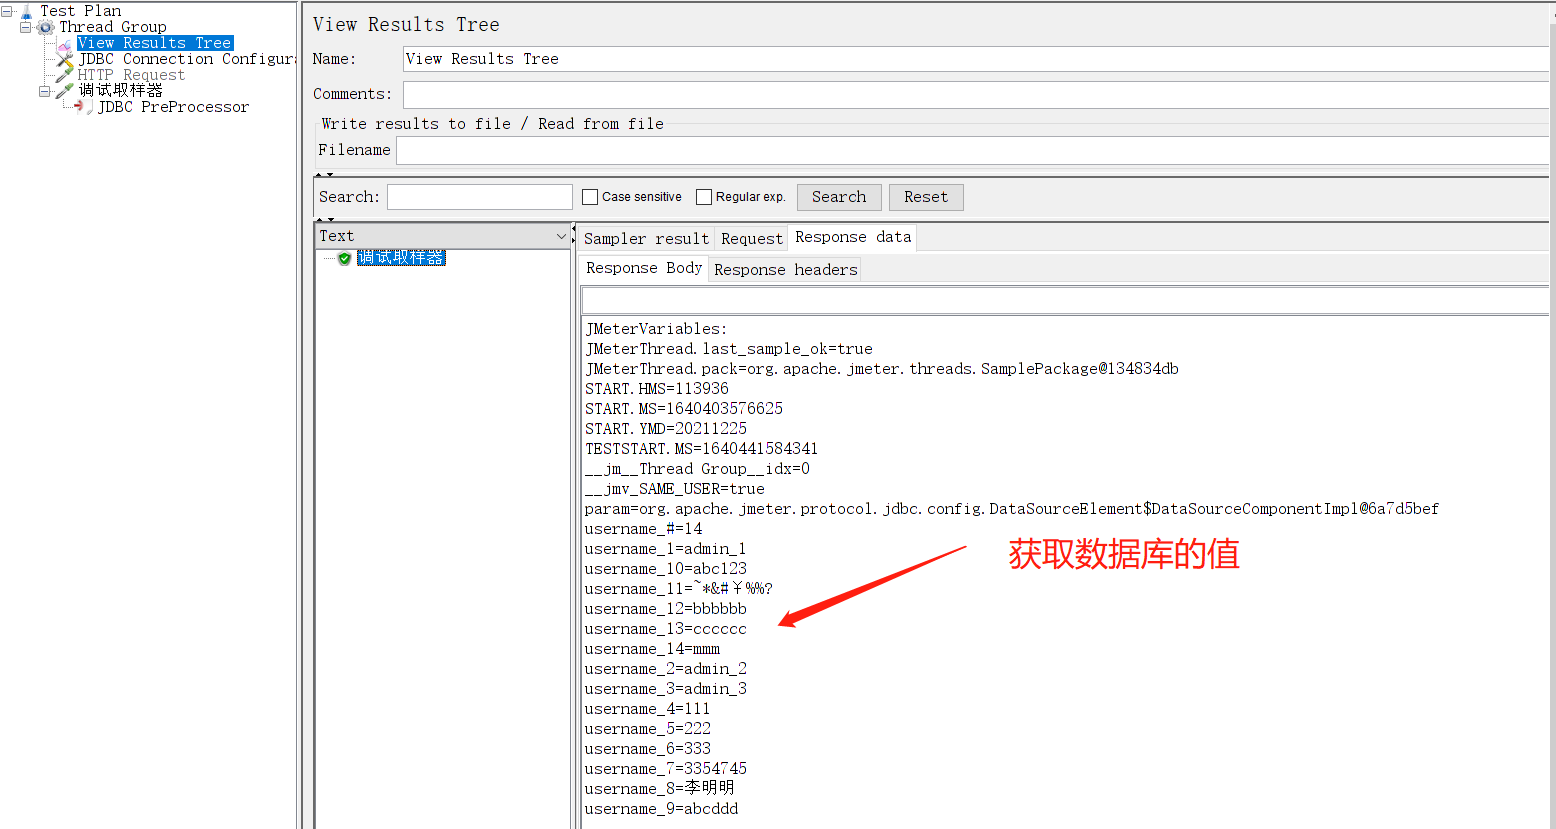 Test Plan
Thread Group
View Results Tree
JDBC Connection Configura
HTTP Request
调试取样器
JDBC PreProcessor
View Results Tree
Name: View Results Tree
Comments:
Write results to file / Read from file
Filename
Search: Case sensitive Regular exp. Search Reset
Text
调试取样器
Sampler result Request Response data
Response Body Response headers
JMeterVariables:
JMeterThread.last_sample_ok=true
JMeterThread.pack=org.apache.jmeter.threads.SamplePackage@134834db
START.HMS=113936
START.MS=1640403576625
START.YMD=20211225
TESTSTART.MS=1640441584341
__jm__Thread Group__idx=0
__jmv_SAME_USER=true
param=org.apache.jmeter.protocol.jdbc.config.DataSourceElement$DataSourceComponentImpl@6a7d5bef
username_#=14
username_1=admin_1
username_10=abc123
username_11=~*&#￥%%?
username_12=bbbbbb
username_13=cccccc
username_14=mmm
username_2=admin_2
username_3=admin_3
username_4=111
username_5=222
username_6=333
username_7=3354745
username_8=李明明
username_9=abcddd
获取数据库的值